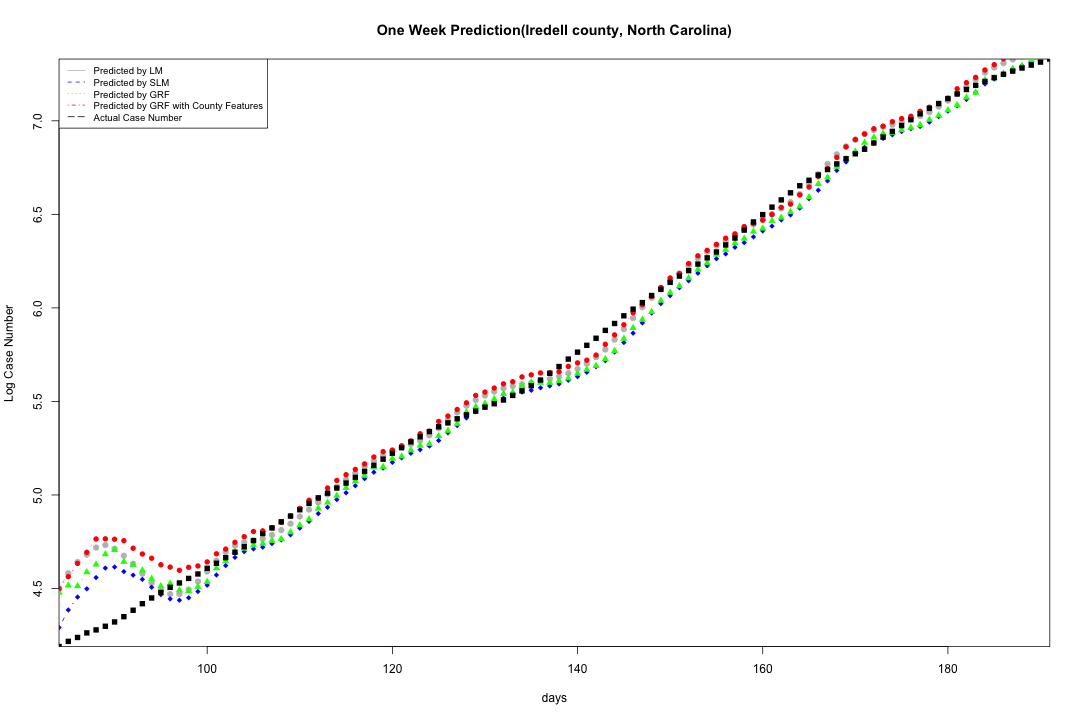 One Week Prediction(Iredell county, North Carolina)
Predicted by LM
Predicted by SLM
Predicted by GRF
Predicted by GRF with County Features
Actual Case Number
7.0
6.5
6.0
5.5
5.0
4.5
Log Case Number
100 120 140 160 180
days